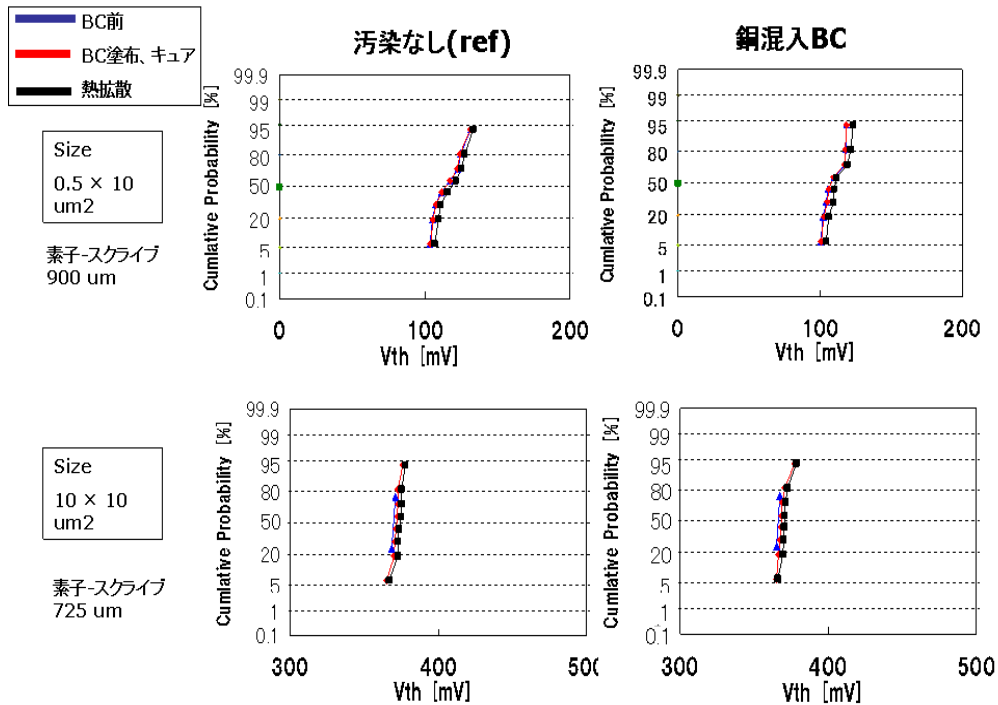 BC前
BC塗布、キュア
熱拡散
汚染なし(ref)
銅混入BC
Size
0.5 × 10
um2
素子-スクライブ
900 um
Cumlative Probability [%]
99.9
99
95
80
50
20
5
1
0.1
0
100
200
Vth [mV]
Cumlative Probability [%]
99.9
99
95
80
50
20
5
1
0.1
0
100
200
Vth [mV]
Size
10 × 10
um2
素子-スクライブ
725 um
Cumlative Probability [%]
99.9
99
95
80
50
20
5
1
0.1
300
400
500
Vth [mV]
Cumlative Probability [%]
99.9
99
95
80
50
20
5
1
0.1
300
400
500
Vth [mV]